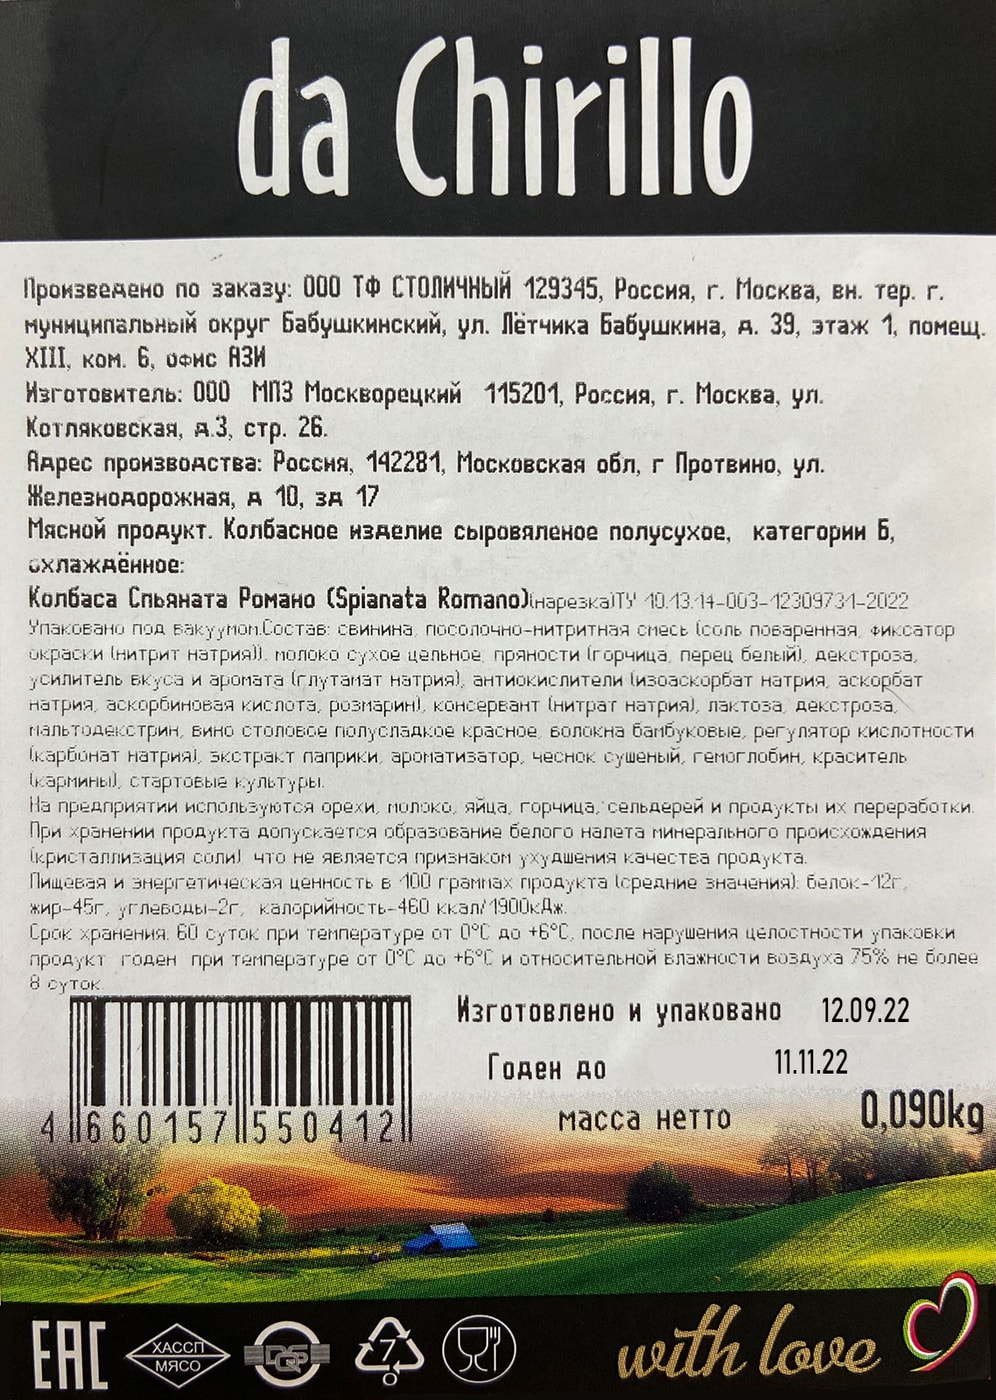 da Chirillo
Произведено по заказу: ООО ТФ СТОЛИЧНЫЙ 129345, Россия, г. Москва, вн. тер. г.
муниципальный округ Бабушкинский, ул. Лётчика Бабушкина, д. 39, этаж 1, помещ.
XIII, ком. 6, офис АЗИ
Изготовитель: ООО МПЗ Москворецкий 115201, Россия, г. Москва, ул.
Котляковская, д.3, стр. 26.
Адрес производства: Россия, 142281, Московская обл, г Протвино, ул.
Железнодорожная, д 10, зд 17
Мясной продукт. Колбасное изделие сыровяленое полусухое, категории Б,
охлаждённое:
Колбаса Спьяната Романо (Spianata Romano)(нарезка)ТУ 10.13.14-003-12309731-2022
Упаковано под вакуумом.Состав: свинина, посолочно-нитритная смесь (соль поваренная, фиксатор
окраски (нитрит натрия)), молоко сухое цельное, пряности (горчица, перец белый), декстроза,
усилитель вкуса и аромата (глутамат натрия), антиокислители (изоаскорбат натрия, аскорбат
натрия, аскорбиновая кислота, розмарин), консервант (нитрат натрия), лактоза, декстроза,
мальтодекстрин, вино столовое полусладкое красное, волокна бамбуковые, регулятор кислотности
(карбонат натрия), экстракт паприки, ароматизатор, чеснок сушеный, гемоглобин, краситель
(кармины), стартовые культуры.
На предприятии используются орехи, молоко, яйца, горчица, сельдерей и продукты их переработки.
При хранении продукта допускается образование белого налета минерального происхождения
(кристаллизация соли), что не является признаком ухудшения качества продукта.
Пищевая и энергетическая ценность в 100 граммах продукта (средние значения): белок-12г,
жир-45г, углеводы-2г, калорийность-460 ккал/1900кДж.
Срок хранения: 60 суток при температуре от 0°С до +6°С, после нарушения целостности упаковки
продукт годен при температуре от 0°С до +6°С и относительной влажности воздуха 75% не более
8 суток.
Изготовлено и упаковано 12.09.22
Годен до 11.11.22
масса нетто 0,090kg
4 660157 550412
EAC
ХАССП
МЯСО
DQS
7
with love